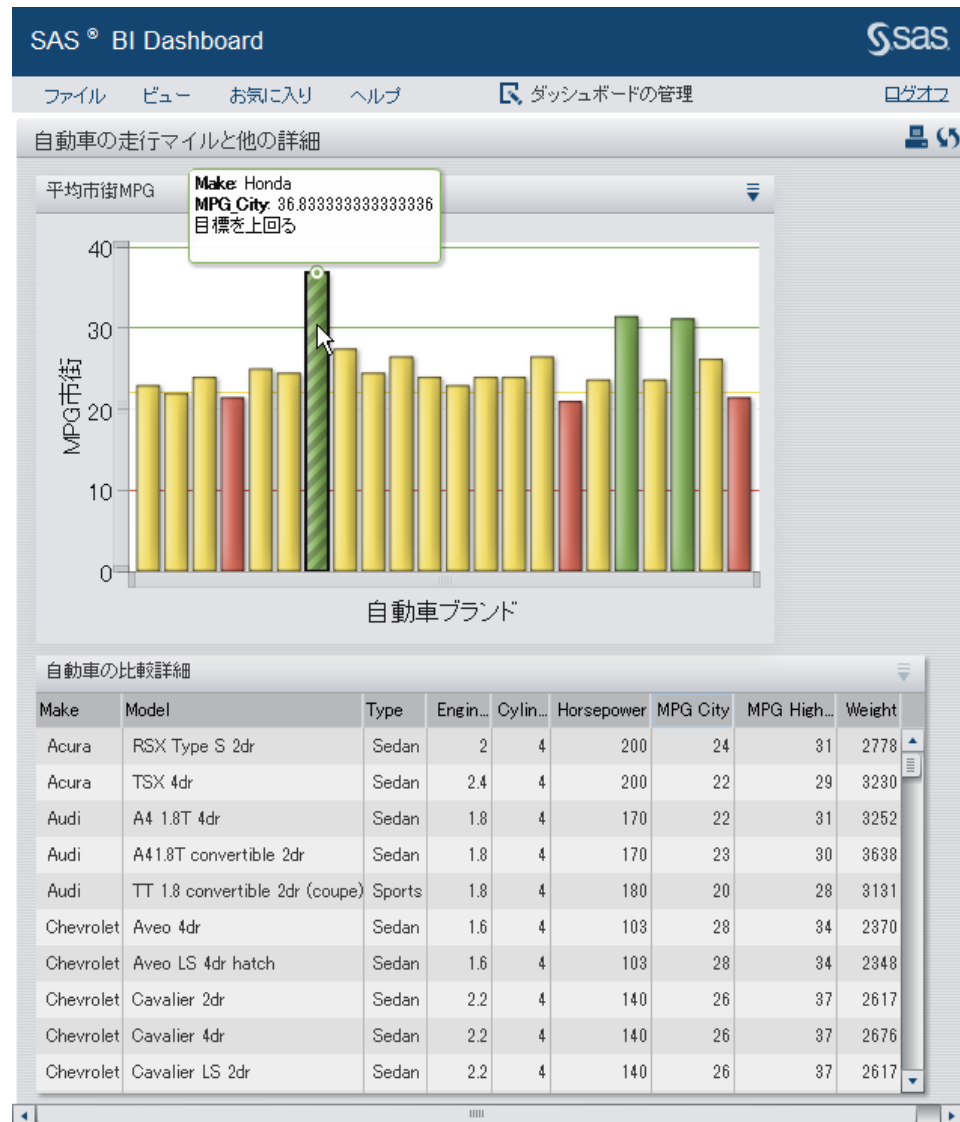 SAS ® BI Dashboard
sas
ファイル ビュー お気に入り ヘルプ ダッシュボードの管理 ログオフ
自動車の走行マイルと他の詳細
平均市街MPG
Make: Honda
MPG_City: 36.833333333333336
目標を上回る
40
30
20
10
0
MPG市街
自動車ブランド
自動車の比較詳細
Make Model Type Engin... Cylin... Horsepower MPG City MPG High... Weight
Acura RSX Type S 2dr Sedan 2 4 200 24 31 2778
Acura TSX 4dr Sedan 2.4 4 200 22 29 3230
Audi A4 1.8T 4dr Sedan 1.8 4 170 22 31 3252
Audi A41.8T convertible 2dr Sedan 1.8 4 170 23 30 3638
Audi TT 1.8 convertible 2dr (coupe) Sports 1.8 4 180 20 28 3131
Chevrolet Aveo 4dr Sedan 1.6 4 103 28 34 2370
Chevrolet Aveo LS 4dr hatch Sedan 1.6 4 103 28 34 2348
Chevrolet Cavalier 2dr Sedan 2.2 4 140 26 37 2617
Chevrolet Cavalier 4dr Sedan 2.2 4 140 26 37 2676
Chevrolet Cavalier LS 2dr Sedan 2.2 4 140 26 37 2617